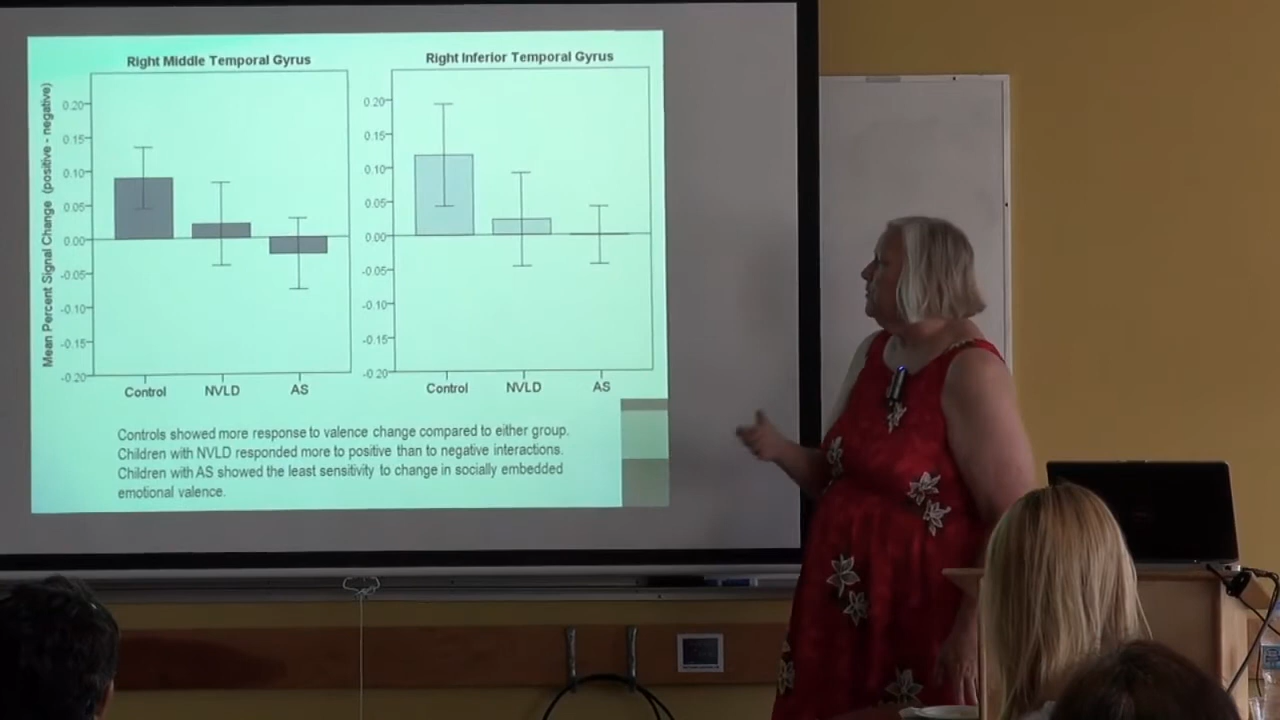 Right Middle Temporal Gyrus
Mean Percent Signal Change (positive - negative)
0.20
0.15
0.10
0.05
0.00
-0.05
-0.10
-0.15
-0.20
Control NVLD AS
Right Inferior Temporal Gyrus
0.20
0.15
0.10
0.05
0.00
-0.05
-0.10
-0.15
-0.20
Control NVLD AS
Controls showed more response to valence change compared to either group.
Children with NVLD responded more to positive than to negative interactions.
Children with AS showed the least sensitivity to change in socially embedded
emotional valence.